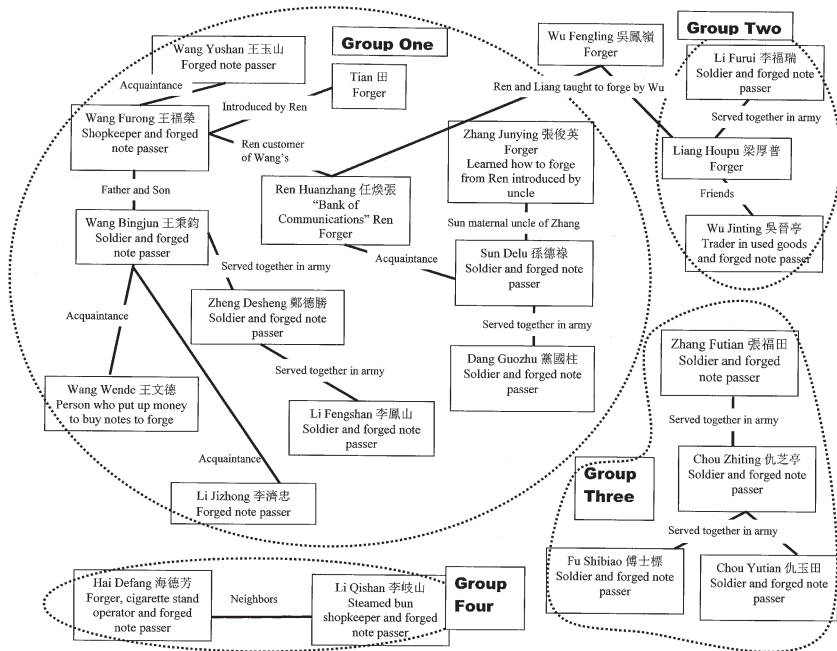 Group One
Wang Yushan 王玉山
Forged note passer
Acquaintance
Tian 田
Forger
Introduced by Ren
Wang Furong 王福榮
Shopkeeper and forged
note passer
Ren customer
of Wang's
Father and Son
Wang Bingjun 王秉鈞
Soldier and forged
note passer
Ren Huanzhang 任煥張
"Bank of
Communications" Ren
Forger
Zhang Junying 張俊英
Forger
Learned how to forge
from Ren introduced by
uncle
Sun maternal uncle of Zhang
Acquaintance
Sun Delu 孫德祿
Soldier and forged note
passer
Served together in army
Dang Guozhu 黨國柱
Soldier and forged note
passer
Served together in army
Zheng Desheng 鄭德勝
Soldier and forged note
passer
Served together in army
Li Fengshan 李鳳山
Soldier and forged note
passer
Acquaintance
Wang Wende 王文德
Person who put up money
to buy notes to forge
Acquaintance
Li Jizhong 李濟忠
Forged note passer
Wu Fengling 吳鳳嶺
Forger
Ren and Liang taught to forge by Wu
Group Two
Li Furui 李福瑞
Soldier and forged note
passer
Served together in army
Liang Houpu 梁厚普
Forger
Friends
Wu Jinting 吳晉亭
Trader in used goods
and forged note passer
Group
Three
Zhang Futian 張福田
Soldier and forged
note passer
Served together in army
Chou Zhiting 仇芝亭
Soldier and forged note
passer
Served together in army
Fu Shibiao 傅士標
Soldier and forged note
passer
Chou Yutian 仇玉田
Soldier and forged note
passer
Group
Four
Hai Defang 海德芳
Forger, cigarette stand
operator and forged
note passer
Neighbors
Li Qishan 李岐山
Steamed bun
shopkeeper and forged
note passer